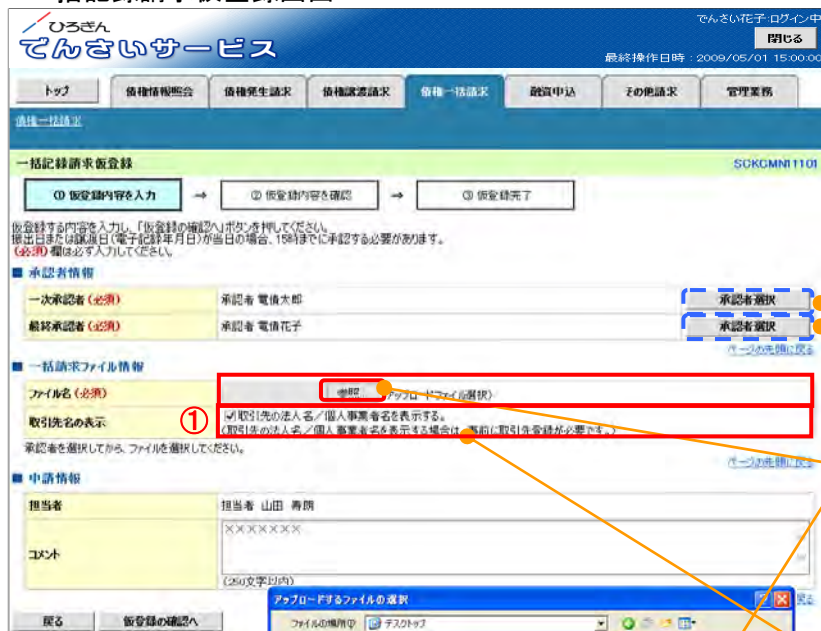 ひろぎん
でんさいサービス
でんさい花子:ログイン中
閉じる
最終操作日時：2009/05/01 15:00:00
トップ 債権情報照会 債権発生請求 債権譲渡請求 債権一括請求 融資申込 その他請求 管理業務
債権一括請求
一括記録請求仮登録 SCKCMN11101
① 仮登録内容を入力 → ② 仮登録内容を確認 → ③ 仮登録完了
仮登録する内容を入力し、「仮登録の確認へ」ボタンを押してください。
振出日または譲渡日(電子記録年月日)が当日の場合、15時までに承認する必要があります。
(必須)欄は必ず入力してください。
■ 承認者情報
一次承認者 (必須) 承認者 電債太郎 承認者選択
最終承認者 (必須) 承認者 電債花子 承認者選択
ページの先頭に戻る
■ 一括請求ファイル情報
ファイル名 (必須) 参照 (アップロードファイル選択)
取引先名の表示 ① 取引先の法人名／個人事業者名を表示する。
(取引先の法人名／個人事業者名を表示する場合は、事前に取引先登録が必要です。)
承認者を選択してから、ファイルを選択してください。
ページの先頭に戻る
■ 申請情報
担当者 担当者 山田 寿朗
コメント ×××××××
(250文字以内)
戻る
戻る 仮登録の確認へ
アップロードするファイルの選択
ファイルの場所(I) デスクトップ